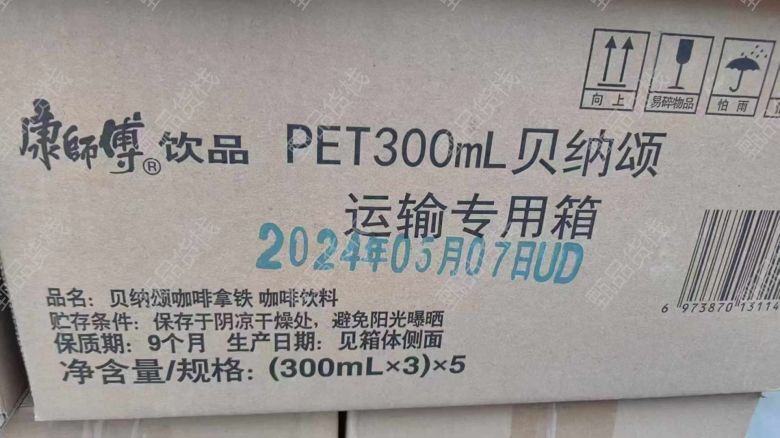 向上
易碎物品
怕雨
康師傅® 饮品 PET300mL贝纳颂
运输专用箱
2024年05月07日UD
6 973870 13114
品名：贝纳颂咖啡拿铁 咖啡饮料
贮存条件：保存于阴凉干燥处，避免阳光曝晒
保质期：9个月 生产日期：见箱体侧面
净含量/规格：(300mL×3)×5